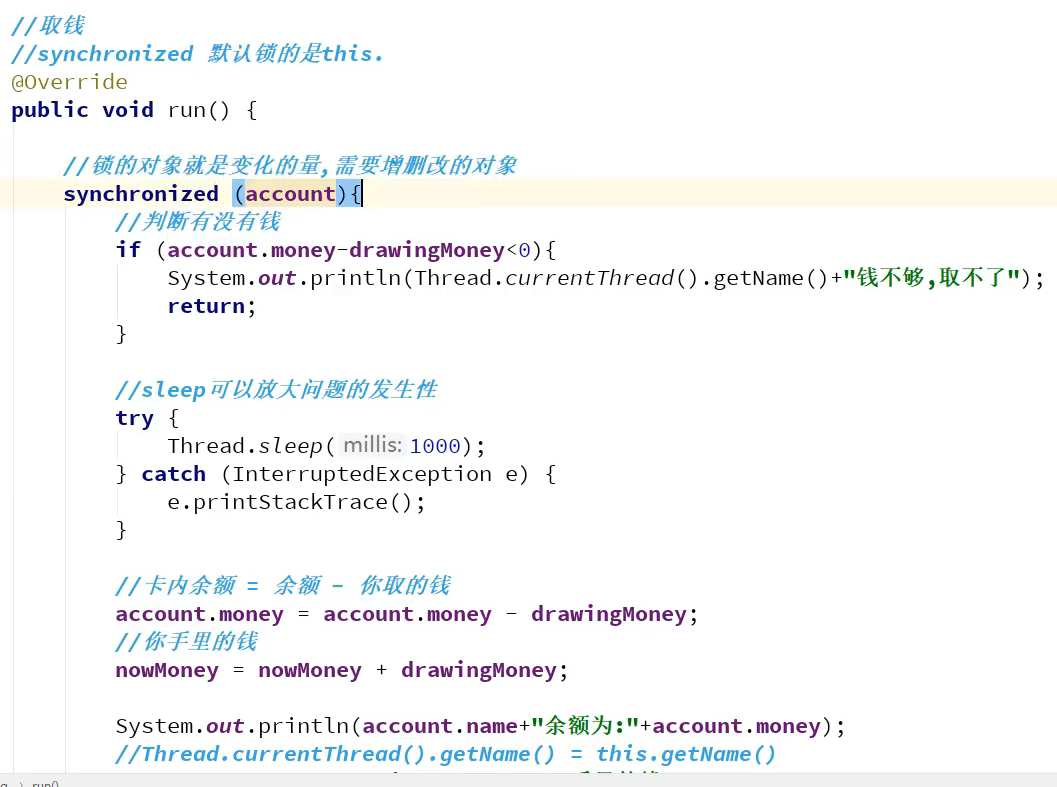 //取钱
//synchronized 默认锁的是this.
@Override
public void run() {
//锁的对象就是变化的量,需要增删改的对象
synchronized (account){
//判断有没有钱
if (account.money-drawingMoney<0){
System.out.println(Thread.currentThread().getName()+"钱不够,取不了");
return;
}
//sleep可以放大问题的发生性
try {
Thread.sleep( millis: 1000);
} catch (InterruptedException e) {
e.printStackTrace();
}
//卡内余额 = 余额 - 你取的钱
account.money = account.money - drawingMoney;
//你手里的钱
nowMoney = nowMoney + drawingMoney;
System.out.println(account.name+"余额为:"+account.money);
//Thread.currentThread().getName() = this.getName()